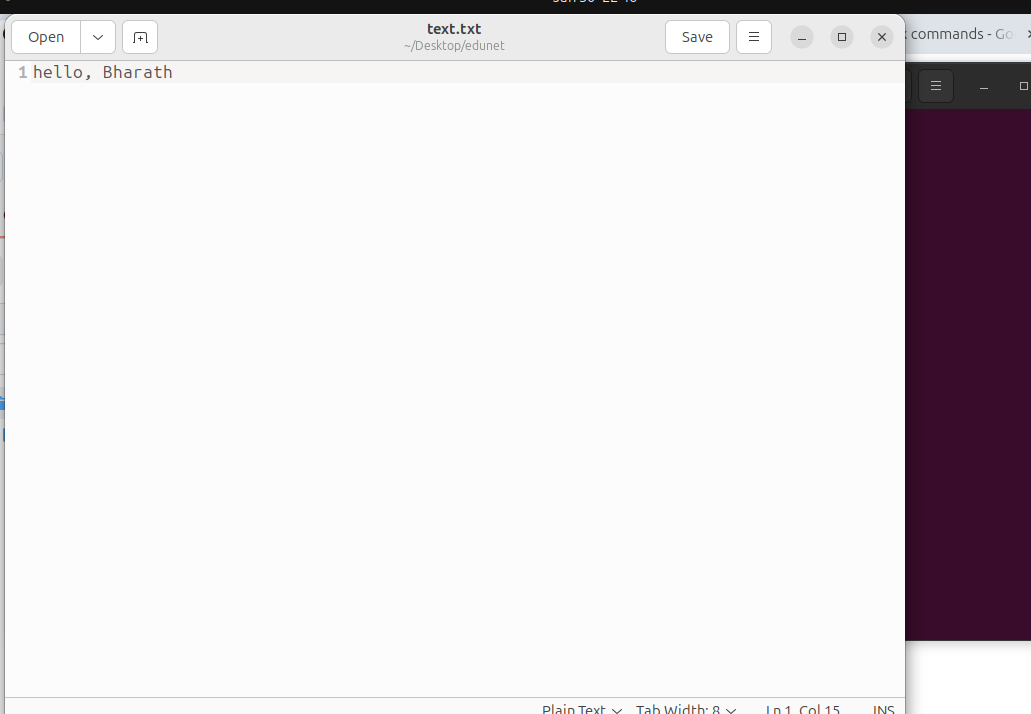 Open
text.txt
~/Desktop/edunet
Save
commands - Go
1 hello, Bharath
Plain Text
Tab Width: 8
Ln 1, Col 15
INS